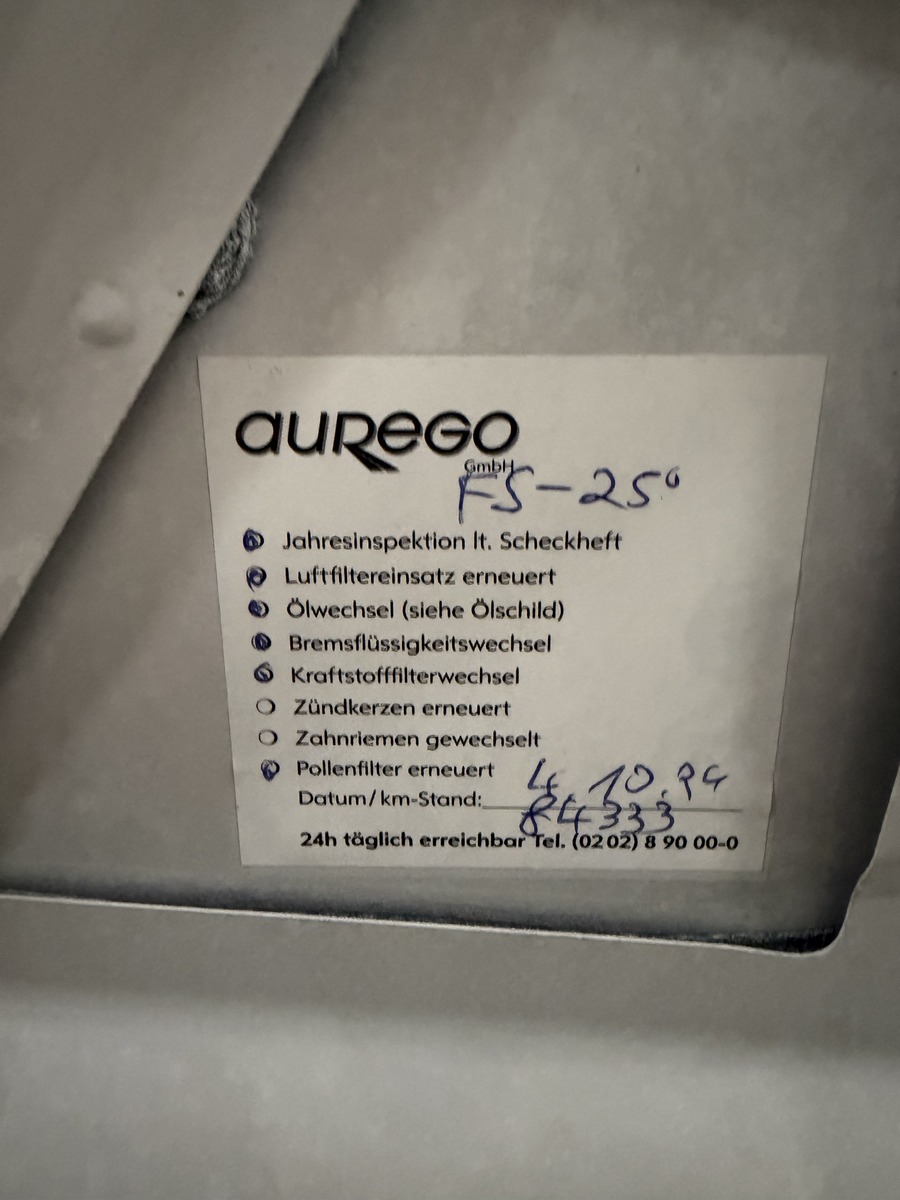 aurego
GmbH
FS-25°
Jahresinspektion lt. Scheckheft
Luftfiltereinsatz erneuert
Ölwechsel (siehe Ölschild)
Bremsflüssigkeitswechsel
Kraftstofffilterwechsel
Zündkerzen erneuert
Zahnriemen gewechselt
Pollenfilter erneuert
4.10.94
Datum/km-Stand:
84333
24h täglich erreichbar Tel. (02 02) 8 90 00-0